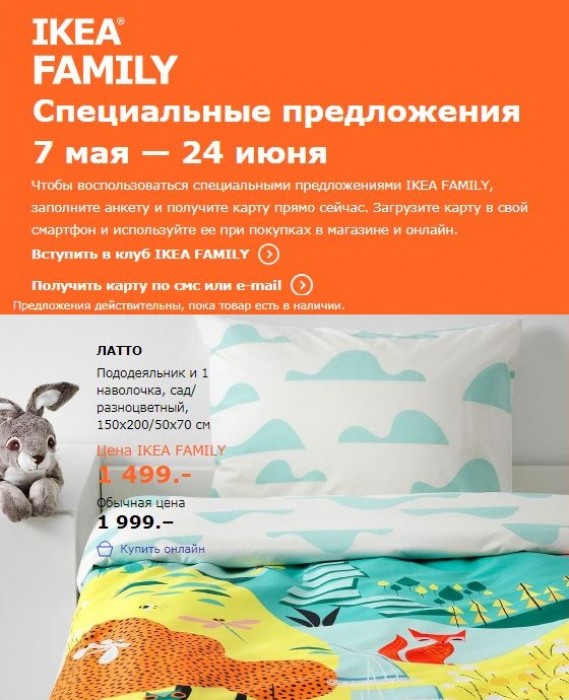 IKEA®
FAMILY
Специальные предложения
7 мая — 24 июня
Чтобы воспользоваться специальными предложениями IKEA FAMILY,
заполните анкету и получите карту прямо сейчас. Загрузите карту в свой
смартфон и используйте ее при покупках в магазине и онлайн.
Вступить в клуб IKEA FAMILY
Получить карту по смс или e-mail
Предложения действительны, пока товар есть в наличии.
ЛАТТО
Пододеяльник и 1
наволочка, сад/
разноцветный,
150x200/50x70 см
Цена IKEA FAMILY
1 499.–
Обычная цена
1 999.–
Купить онлайн